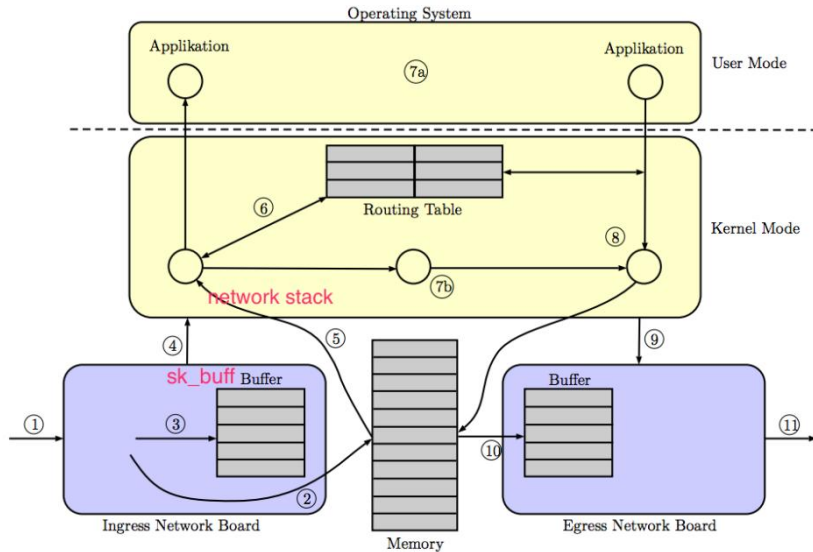 Operating System
Applikation
Applikation
7a
User Mode
6
Routing Table
8
Kernel Mode
7b
network stack
4
5
9
sk_buff
Buffer
Buffer
1
3
2
10
11
Ingress Network Board
Memory
Egress Network Board